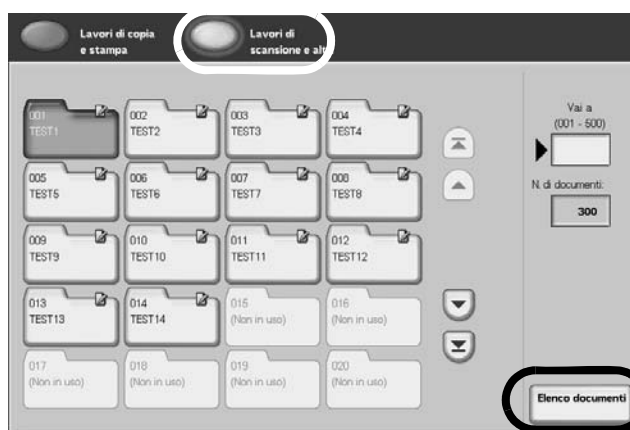 Lavori di copia
e stampa
Lavori di
scansione e alt
001
TEST1
002
TEST2
003
TEST3
004
TEST4
005
TEST5
006
TEST6
007
TEST7
008
TEST8
009
TEST9
010
TEST10
011
TEST11
012
TEST12
013
TEST13
014
TEST14
015
(Non in uso)
016
(Non in uso)
017
(Non in uso)
018
(Non in uso)
019
(Non in uso)
020
(Non in uso)
Vai a
(001 - 500)
N. di documenti:
300
Elenco documenti